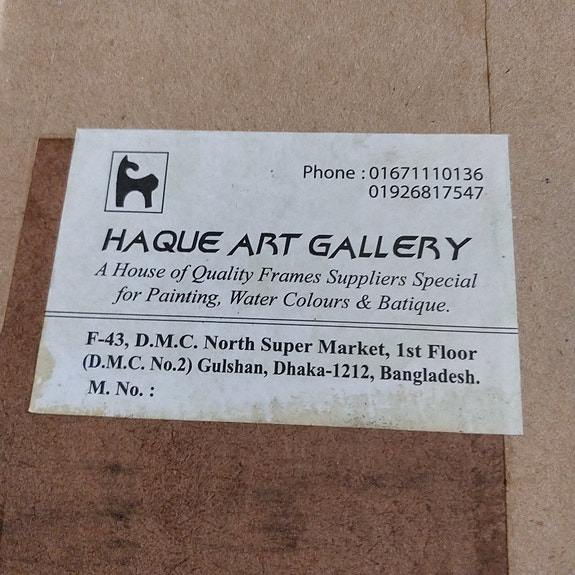 Phone : 01671110136
01926817547
HAQUE ART GALLERY
A House of Quality Frames Suppliers Special
for Painting, Water Colours & Batique.
F-43, D.M.C. North Super Market, 1st Floor
(D.M.C. No.2) Gulshan, Dhaka-1212, Bangladesh.
M. No. :